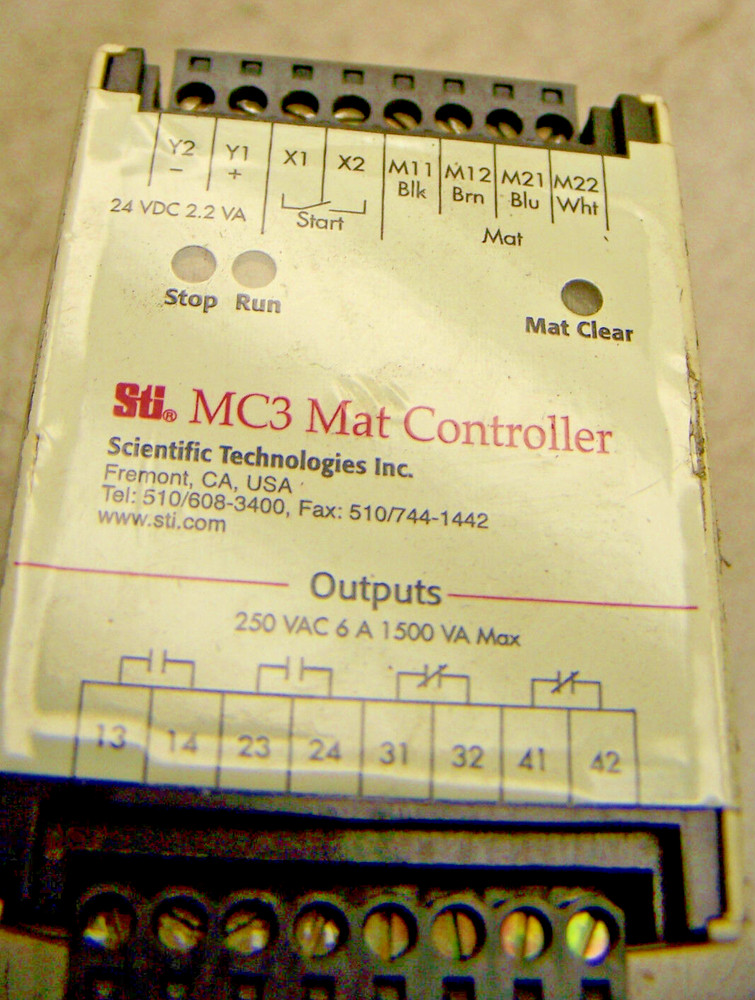 Y2 Y1 X1 X2 M11 M12 M21 M22
− + Blk Brn Blu Wht
24 VDC 2.2 VA Start Mat
Stop Run Mat Clear
Sti® MC3 Mat Controller
Scientific Technologies Inc.
Fremont, CA, USA
Tel: 510/608-3400, Fax: 510/744-1442
www.sti.com
Outputs
250 VAC 6 A 1500 VA Max
13 14 23 24 31 32 41 42